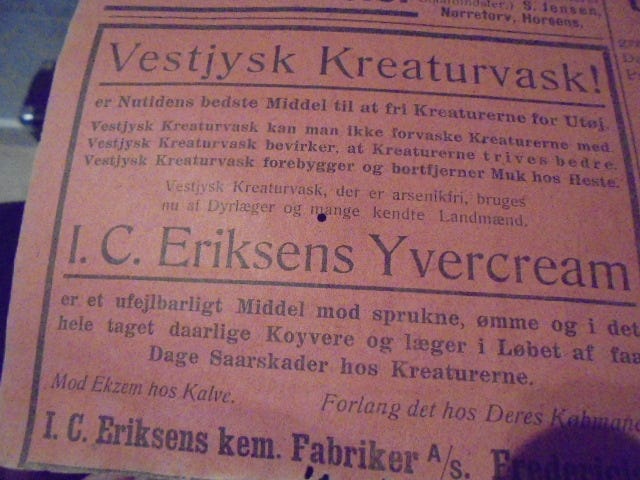 S. Jensen,
Nørretorv, Horsens.
Vestjysk Kreaturvask!
er Nutidens bedste Middel til at fri Kreaturerne for Utøj.
Vestjysk Kreaturvask kan man ikke forvaske Kreaturerne med.
Vestjysk Kreaturvask bevirker, at Kreaturerne trives bedre.
Vestjysk Kreaturvask forebygger og bortfjerner Muk hos Heste.
Vestjysk Kreaturvask, der er arsenikfri, bruges
nu af Dyrlæger og mange kendte Landmænd.
I. C. Eriksens Yvercream
er et ufejlbarligt Middel mod sprukne, ømme og i det
hele taget daarlige Koyvere og læger i Løbet af faa
Dage Saarskader hos Kreaturerne.
Mod Ekzem hos Kalve.
Forlang det hos Deres Købmand
I. C. Eriksens kem. Fabriker A/s.